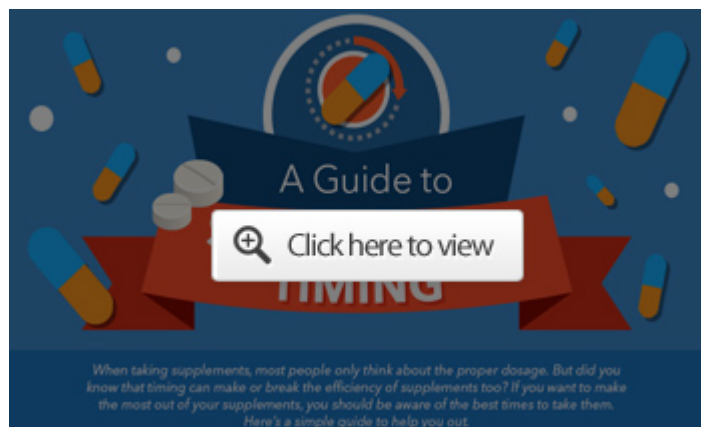 A Guide to
Click here to view
TIMING
When taking supplements, most people only think about the proper dosage. But did you
know that timing can make or break the efficiency of supplements too? If you want to make
the most out of your supplements, you should be aware of the best times to take them.
Here's a simple guide to help you out.